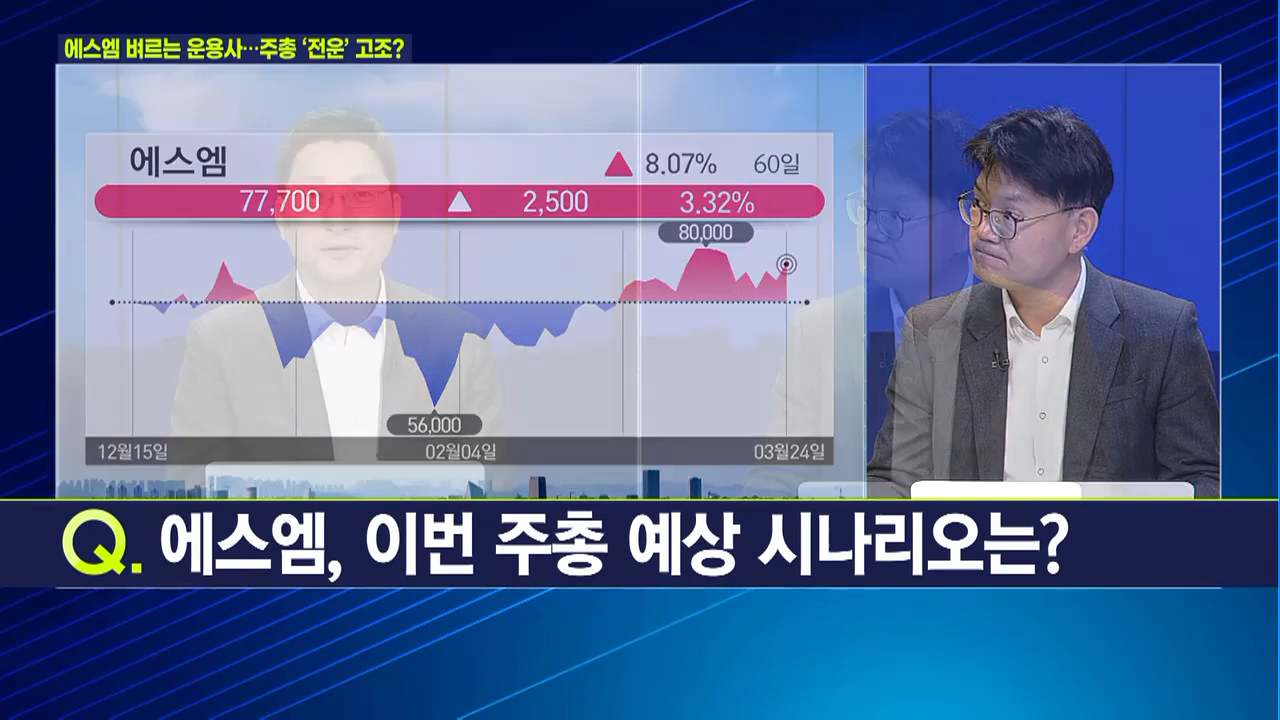 에스엠 벼르는 운용사…주총 '전운' 고조?
에스엠 ▲ 8.07% 60일
77,700 ▲ 2,500 3.32%
80,000
56,000
12월15일 02월04일 03월24일
Q. 에스엠, 이번 주총 예상 시나리오는?